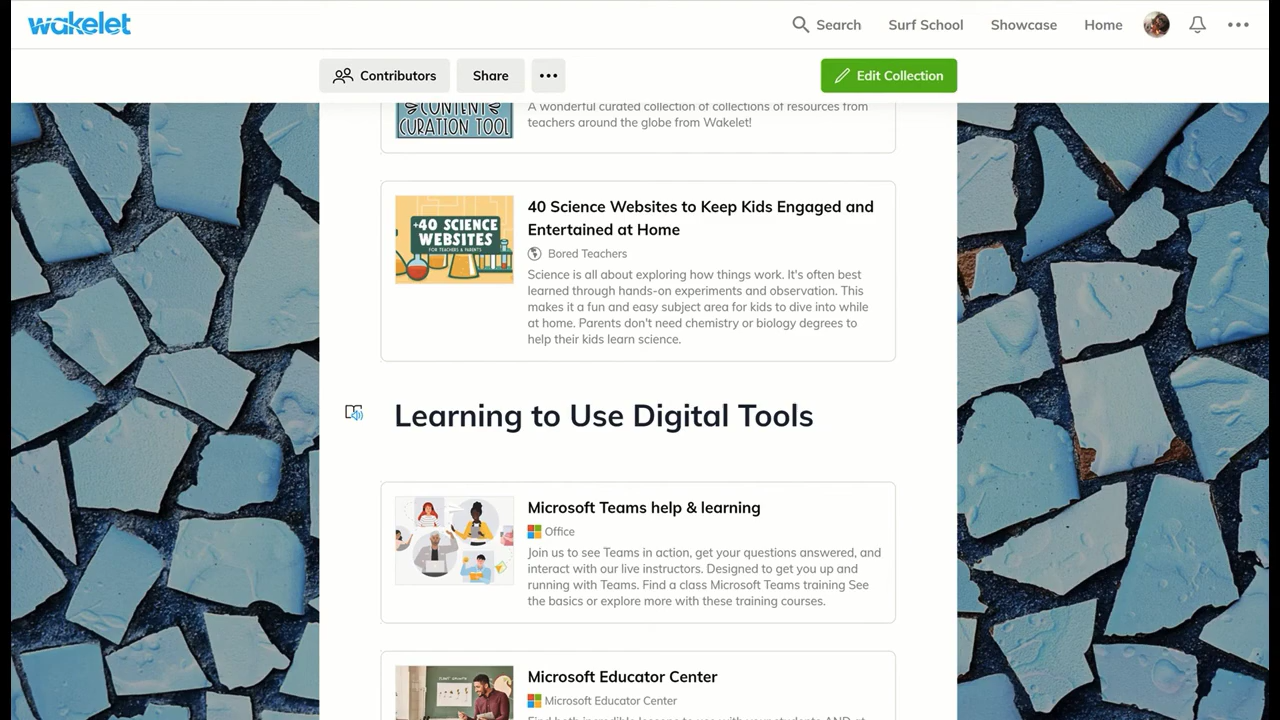 wakelet
Search
Surf School
Showcase
Home
Contributors
Share
Edit Collection
CONTENT
CURATION TOOL
A wonderful curated collection of collections of resources from
teachers around the globe from Wakelet!
+40 SCIENCE
WEBSITES
FOR TEACHERS & PARENTS
40 Science Websites to Keep Kids Engaged and
Entertained at Home
Bored Teachers
Science is all about exploring how things work. It's often best
learned through hands-on experiments and observation. This
makes it a fun and easy subject area for kids to dive into while
at home. Parents don't need chemistry or biology degrees to
help their kids learn science.
Learning to Use Digital Tools
Microsoft Teams help & learning
Office
Join us to see Teams in action, get your questions answered, and
interact with our live instructors. Designed to get you up and
running with Teams. Find a class Microsoft Teams training See
the basics or explore more with these training courses.
Microsoft Educator Center
Microsoft Educator Center